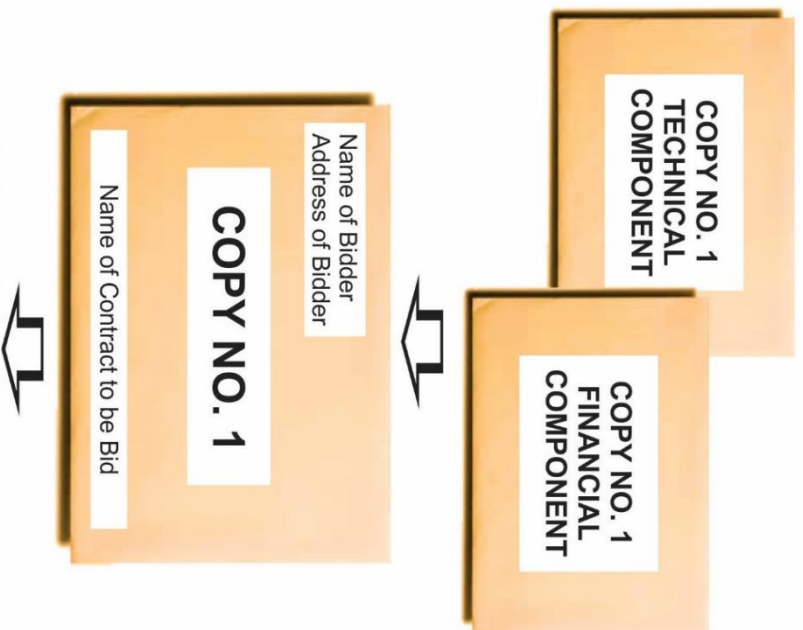 COPY NO. 1
TECHNICAL
COMPONENT
COPY NO. 1
FINANCIAL
COMPONENT
Name of Bidder
Address of Bidder
COPY NO. 1
Name of Contract to be Bid